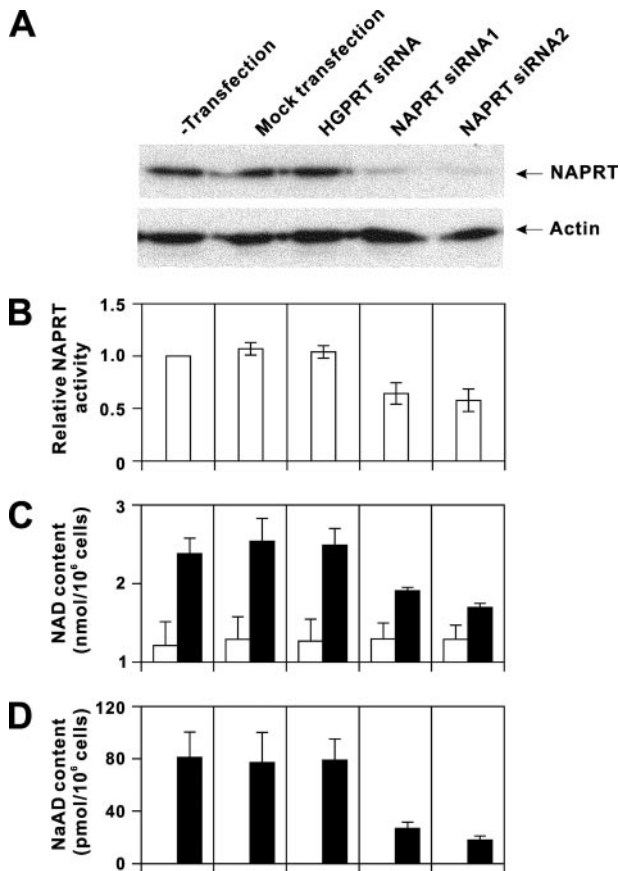 A
-Transfection
Mock transfection
HGPRT siRNA
NAPRT siRNA1
NAPRT siRNA2
← NAPRT
← Actin
B
Relative NAPRT
activity
1.5
1.0
0.5
0
C
NAD content
(nmol/10⁶ cells)
3
2
1
D
NaAD content
(pmol/10⁶ cells)
120
80
40
0